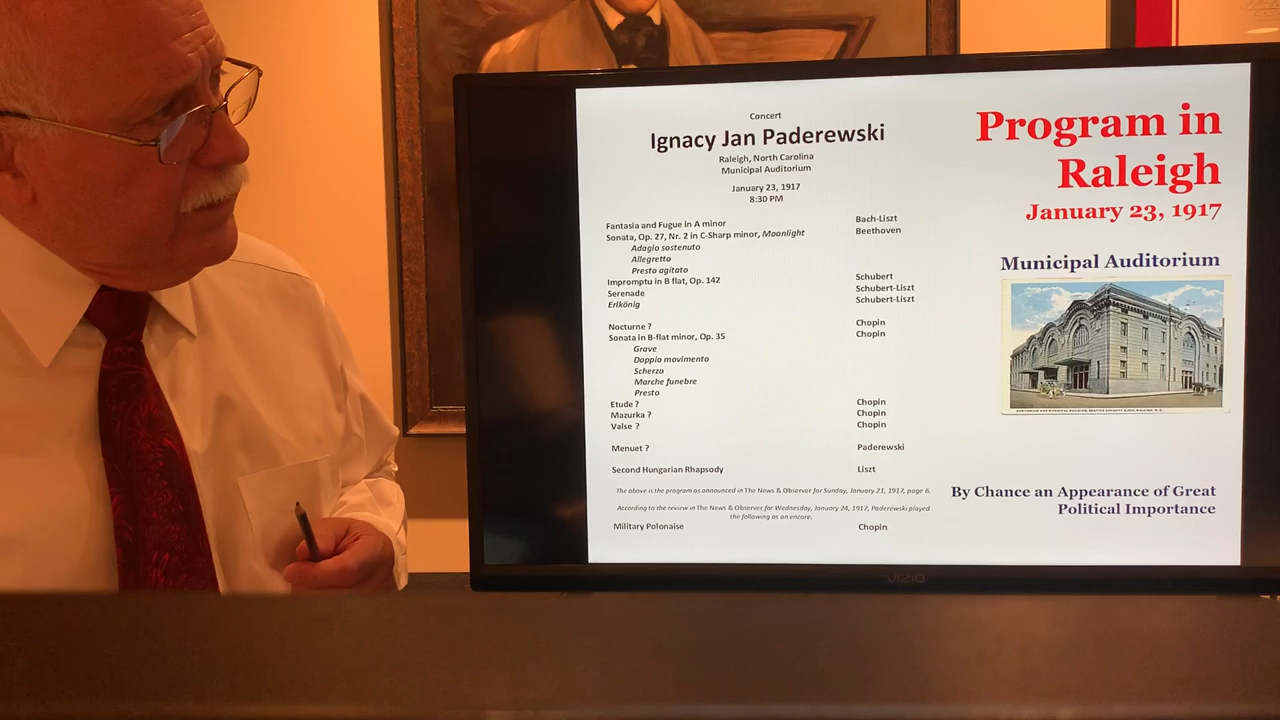 Concert
Ignacy Jan Paderewski
Raleigh, North Carolina
Municipal Auditorium
January 23, 1917
8:30 PM
Fantasia and Fugue in A minor Bach-Liszt
Sonata, Op. 27, Nr. 2 in C-Sharp minor, Moonlight Beethoven
Adagio sostenuto
Allegretto
Presto agitato
Impromptu in B flat, Op. 142 Schubert
Serenade Schubert-Liszt
Erlkönig Schubert-Liszt
Nocturne ? Chopin
Sonata in B-flat minor, Op. 35 Chopin
Grave
Doppio movimento
Scherzo
Marche funebre
Presto
Etude ? Chopin
Mazurka ? Chopin
Valse ? Chopin
Menuet ? Paderewski
Second Hungarian Rhapsody Liszt
The above is the program as announced in The News & Observer for Sunday, January 21, 1917, page 6.
According to the review in The News & Observer for Wednesday, January 24, 1917, Paderewski played
the following as an encore.
Military Polonaise Chopin
Program in
Raleigh
January 23, 1917
Municipal Auditorium
By Chance an Appearance of Great
Political Importance
VIZIO